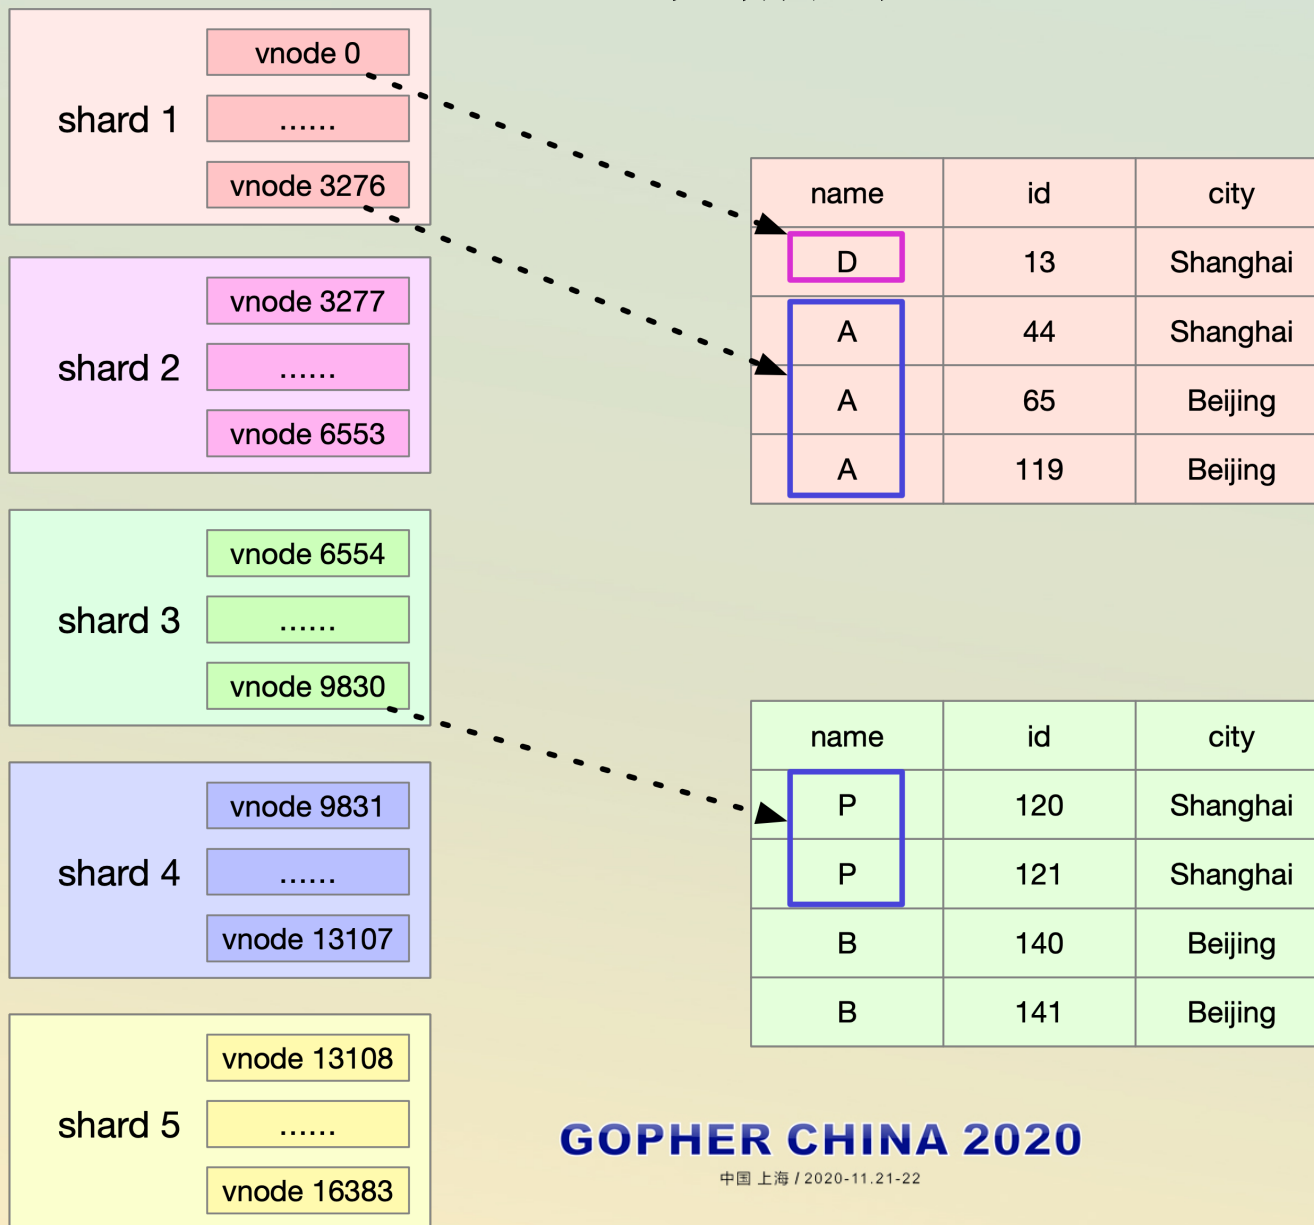 vnode 0
shard 1
......
vnode 3276
vnode 3277
shard 2
......
vnode 6553
vnode 6554
shard 3
......
vnode 9830
vnode 9831
shard 4
......
vnode 13107
vnode 13108
shard 5
......
vnode 16383
name id city
D 13 Shanghai
A 44 Shanghai
A 65 Beijing
A 119 Beijing
name id city
P 120 Shanghai
P 121 Shanghai
B 140 Beijing
B 141 Beijing
GOPHER CHINA 2020
中国 上海 / 2020-11.21-22